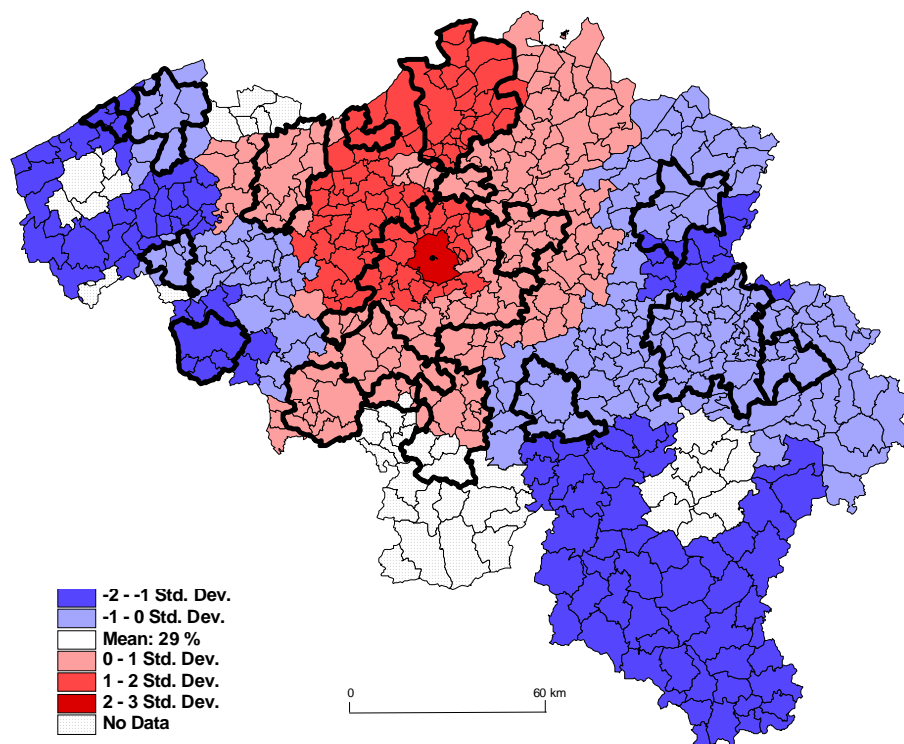 -2 - -1 Std. Dev.
-1 - 0 Std. Dev.
Mean: 29 %
0 - 1 Std. Dev.
1 - 2 Std. Dev.
2 - 3 Std. Dev.
No Data
0 60 km